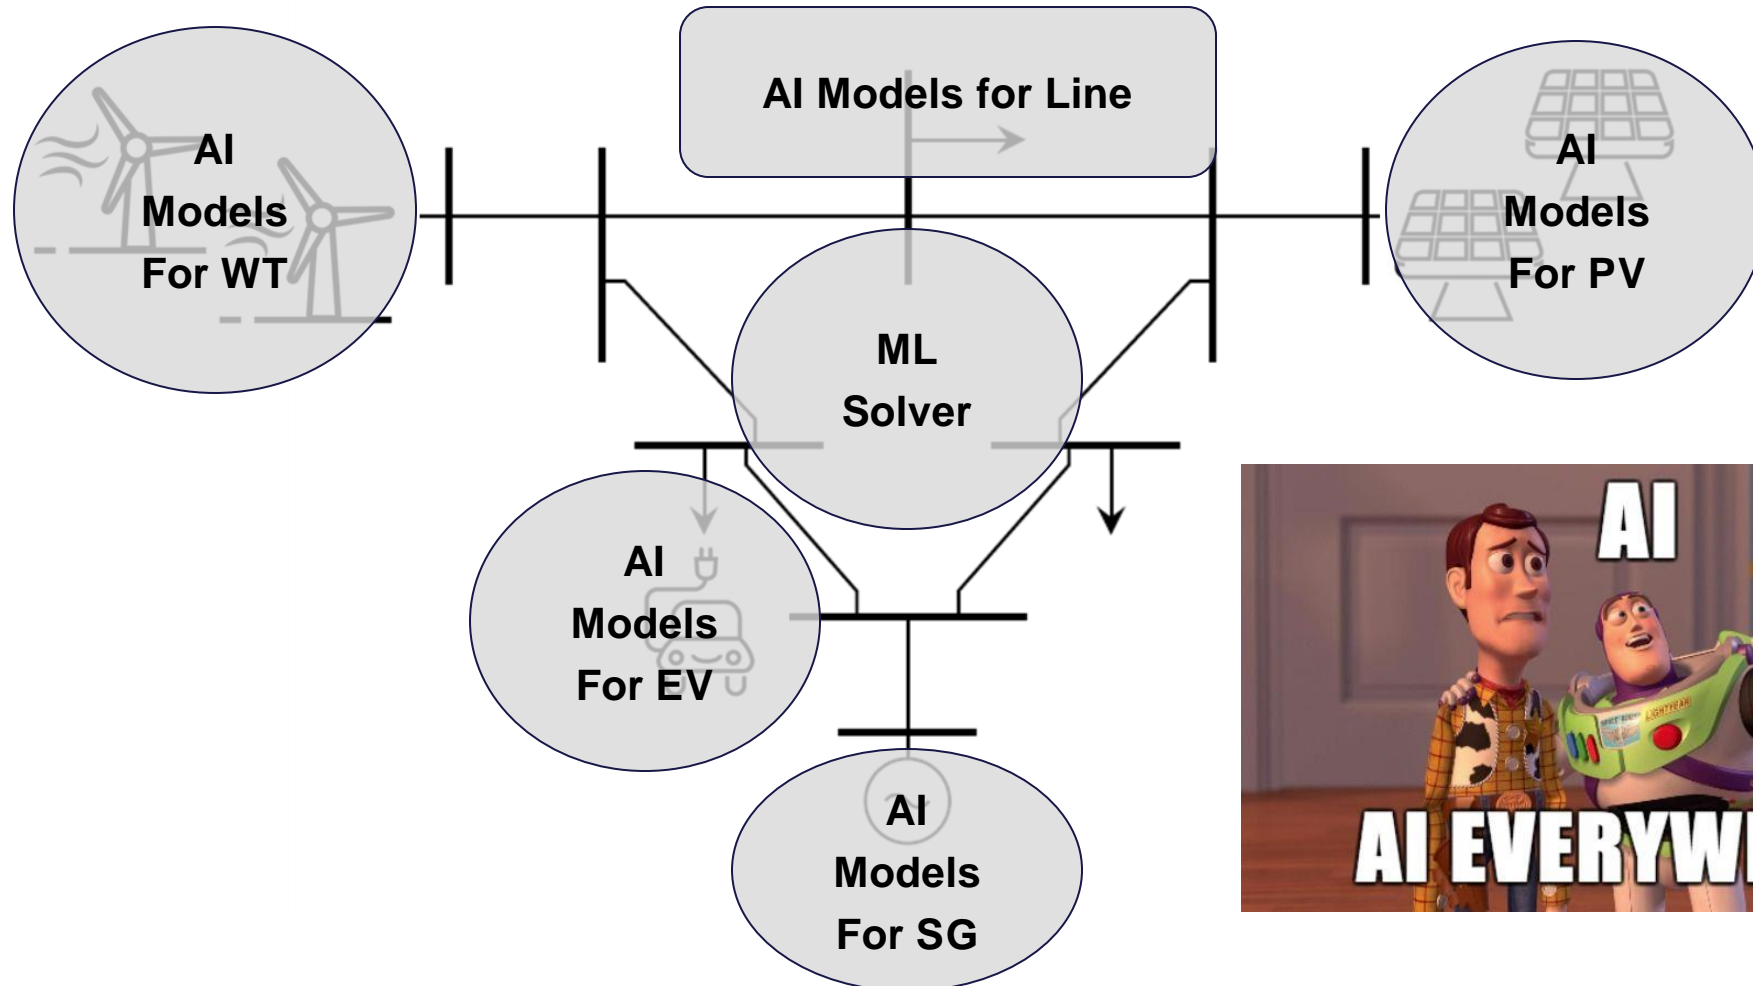 AI Models for Line
AI
Models
For WT
AI
Models
For PV
ML
Solver
AI
Models
For EV
AI
Models
For SG
AI
LIGHTYEAR
AI EVERYW